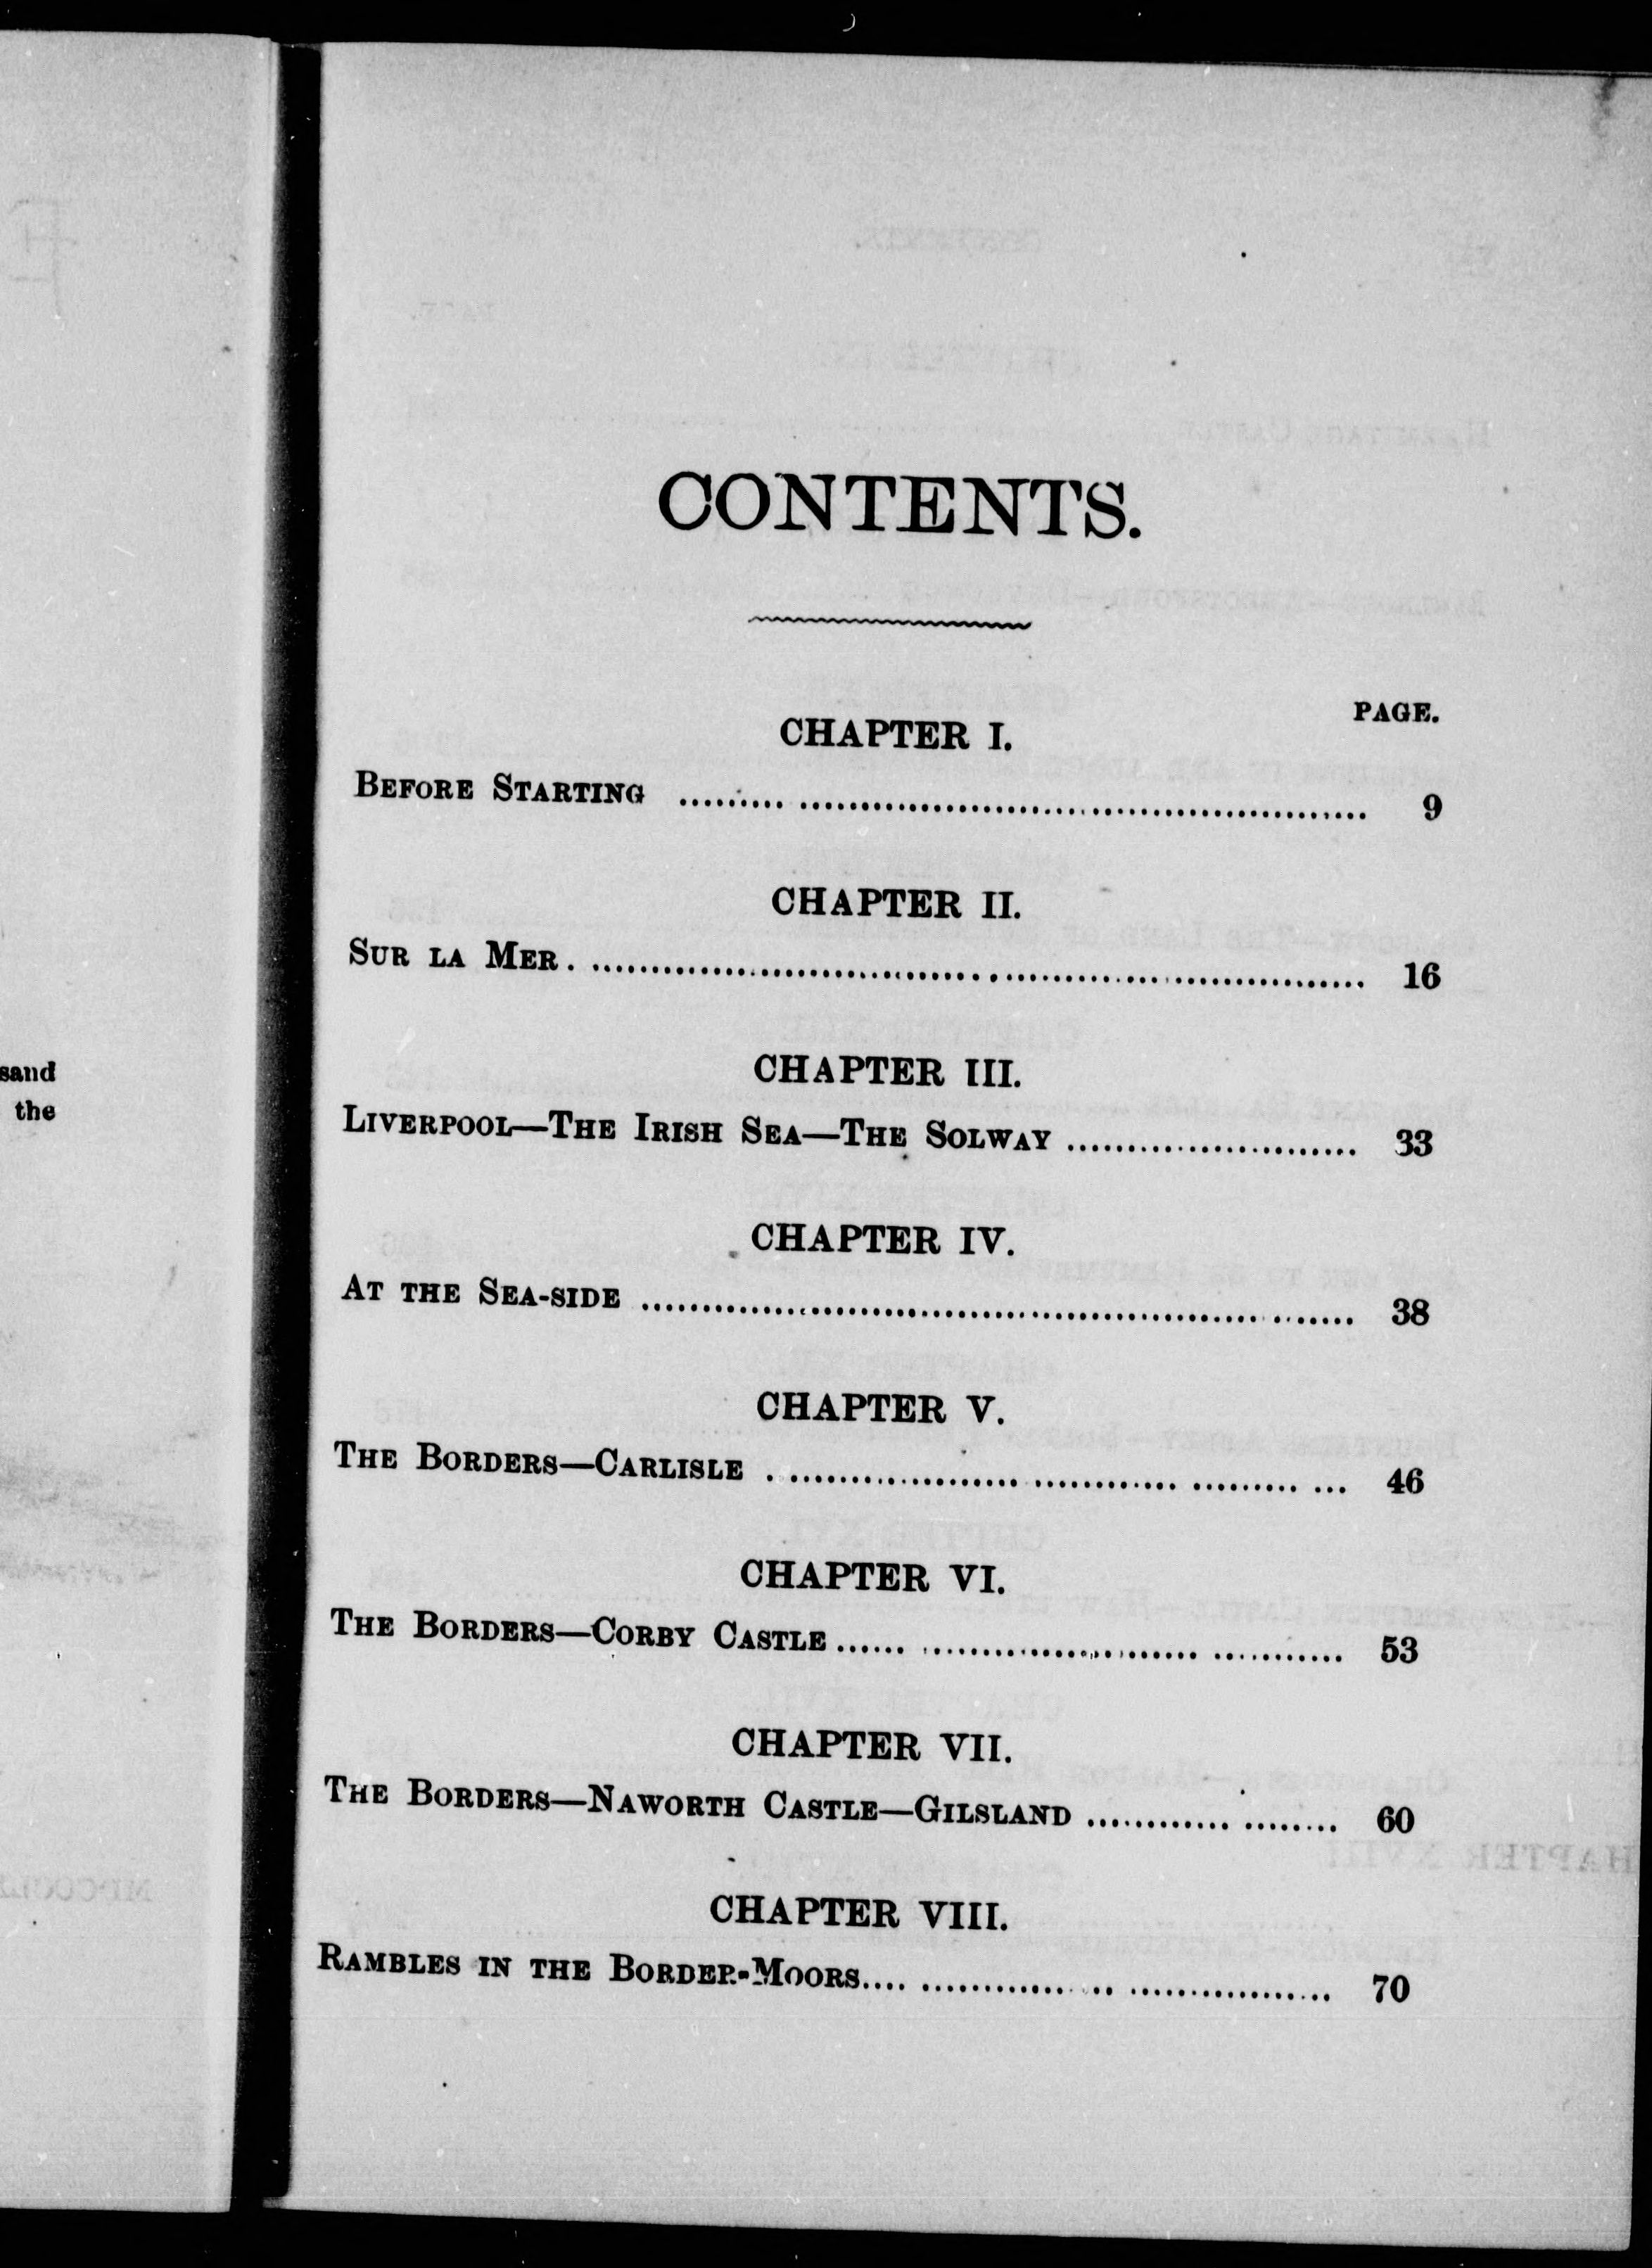 sand
the
CONTENTS.
PAGE.
CHAPTER I.
BEFORE STARTING ........................................................ 9
CHAPTER II.
SUR LA MER. ........................................................ 16
CHAPTER III.
LIVERPOOL—THE IRISH SEA—THE SOLWAY ........................ 33
CHAPTER IV.
AT THE SEA-SIDE ........................................................ 38
CHAPTER V.
THE BORDERS—CARLISLE ........................................... 46
CHAPTER VI.
THE BORDERS—CORBY CASTLE ...................................... 53
CHAPTER VII.
THE BORDERS—NAWORTH CASTLE—GILSLAND .................... 60
CHAPTER VIII.
RAMBLES IN THE BORDER-MOORS.................................... 70